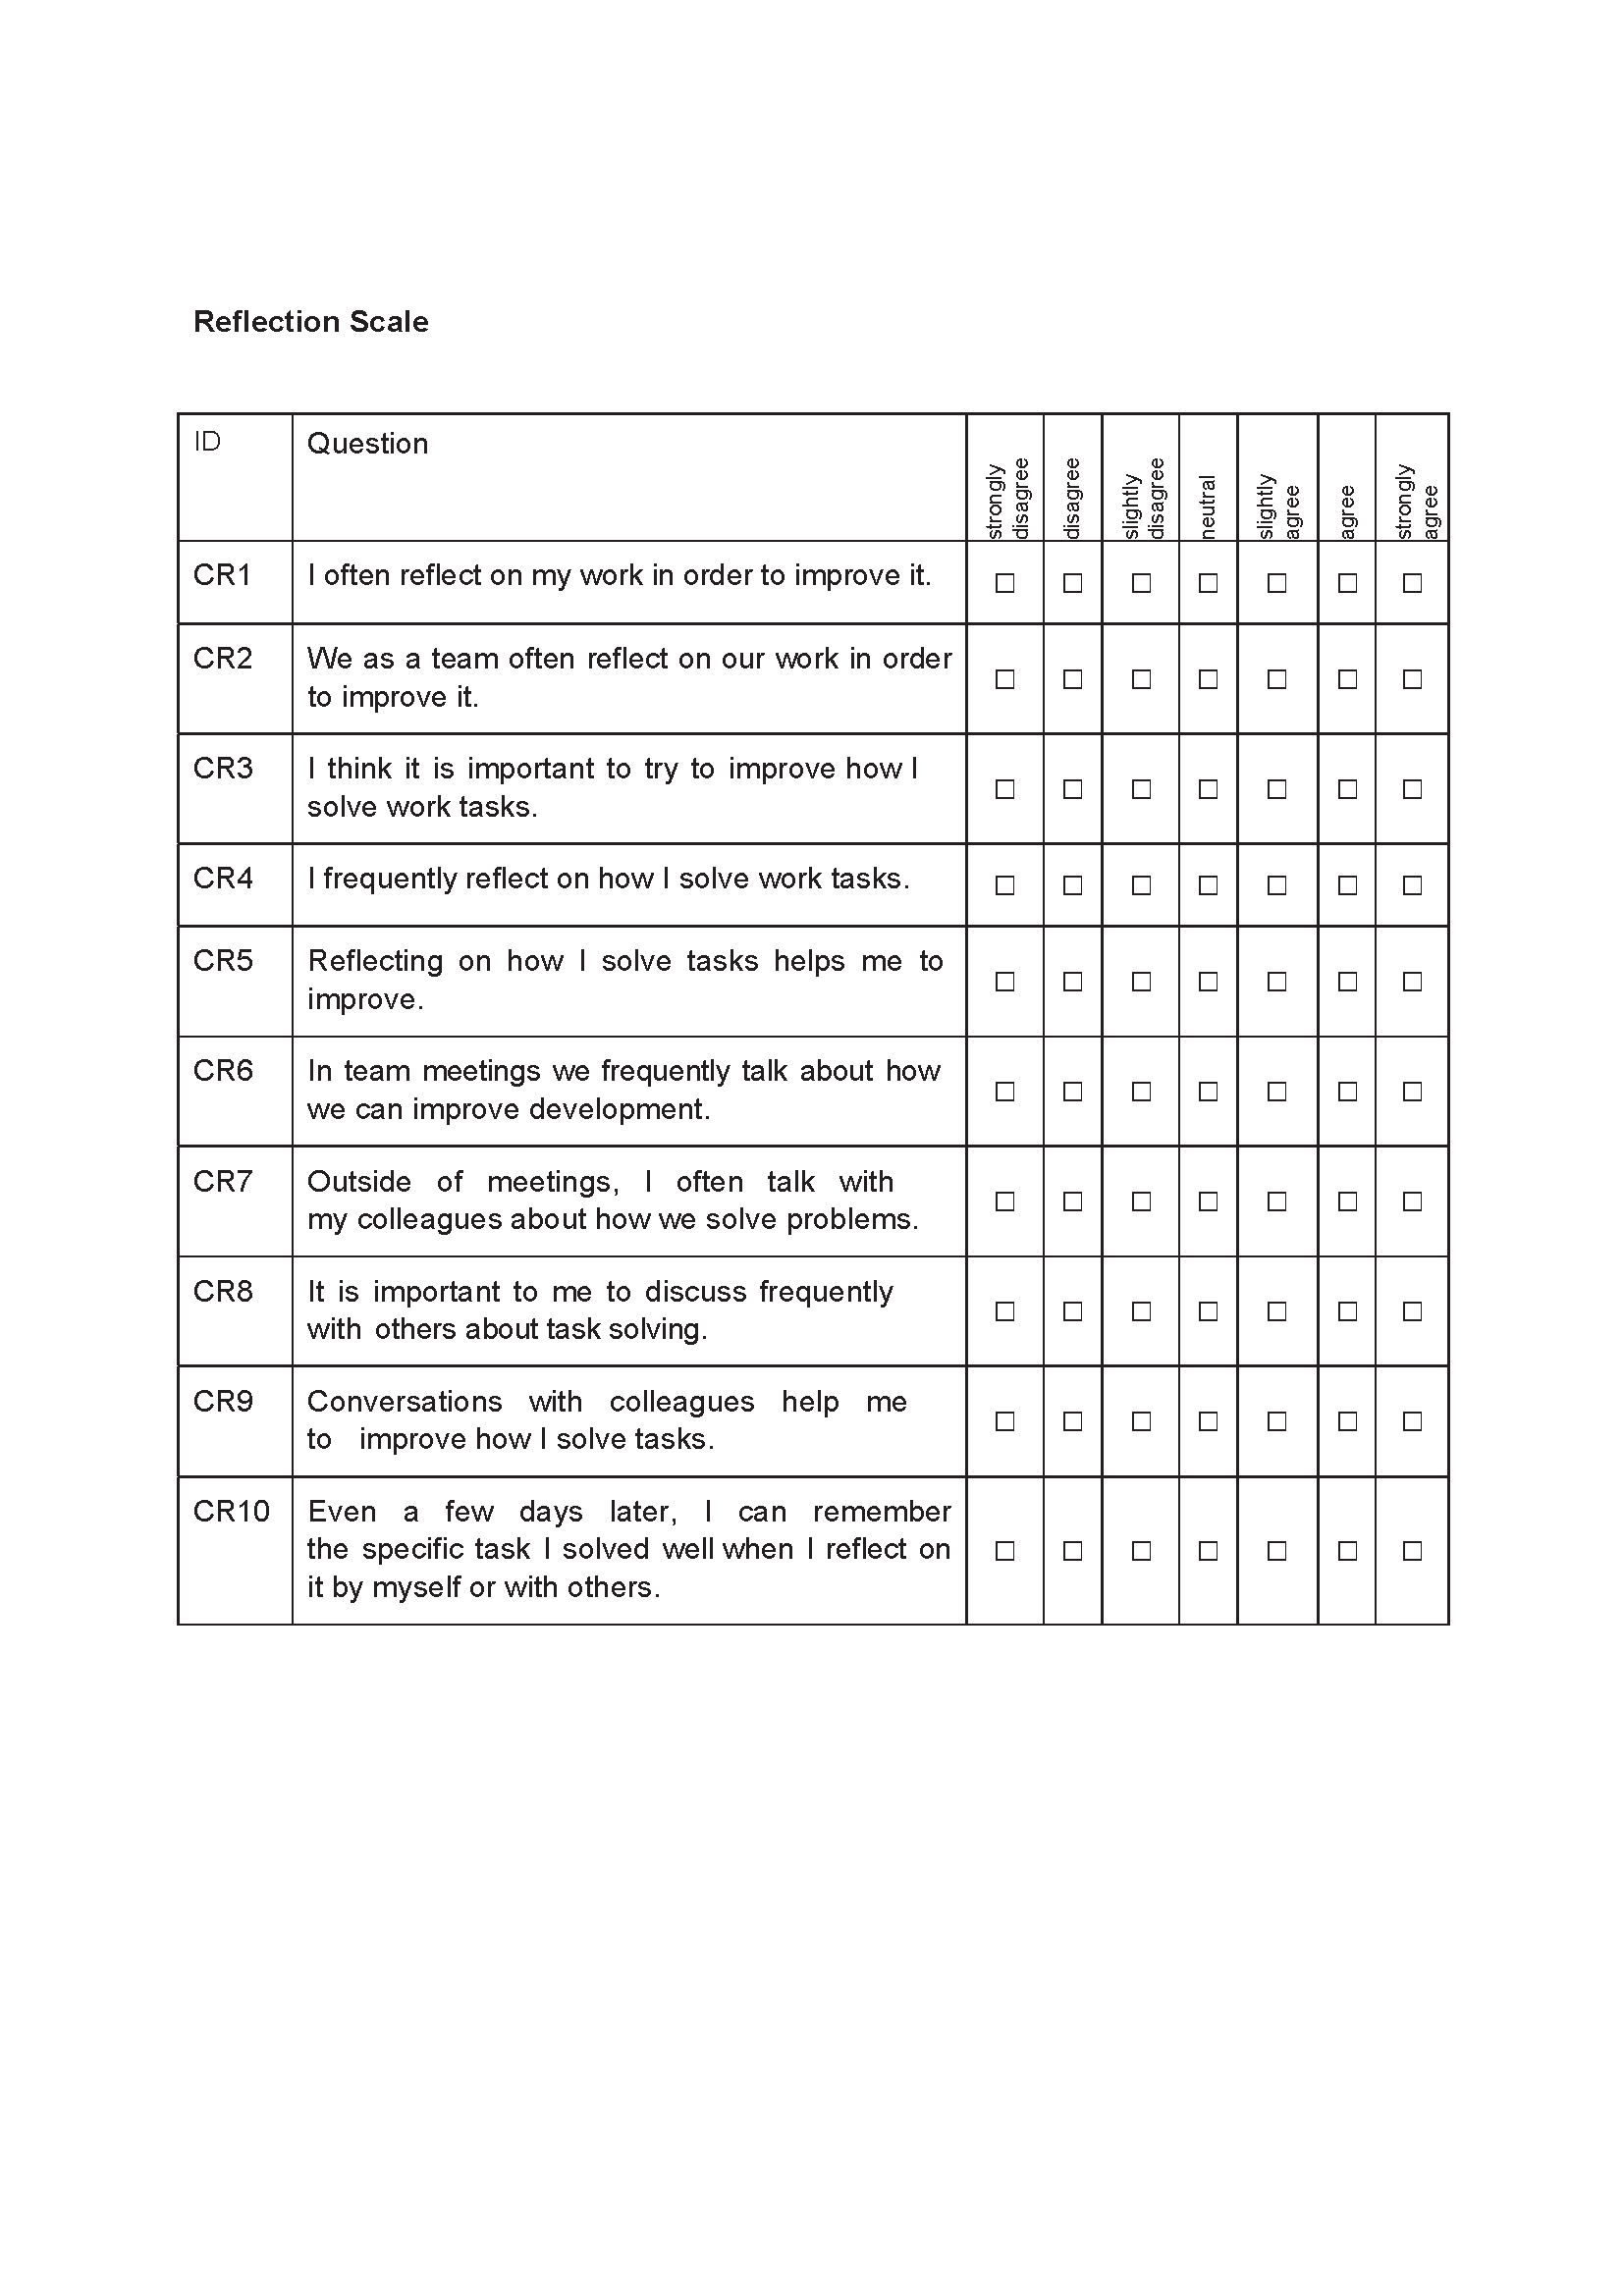 Reflection Scale
ID Question strongly disagree disagree slightly disagree neutral slightly agree agree strongly agree
CR1 I often reflect on my work in order to improve it. □ □ □ □ □ □ □
CR2 We as a team often reflect on our work in order
to improve it. □ □ □ □ □ □ □
CR3 I think it is important to try to improve how I
solve work tasks. □ □ □ □ □ □ □
CR4 I frequently reflect on how I solve work tasks. □ □ □ □ □ □ □
CR5 Reflecting on how I solve tasks helps me to
improve. □ □ □ □ □ □ □
CR6 In team meetings we frequently talk about how
we can improve development. □ □ □ □ □ □ □
CR7 Outside of meetings, I often talk with
my colleagues about how we solve problems. □ □ □ □ □ □ □
CR8 It is important to me to discuss frequently
with others about task solving. □ □ □ □ □ □ □
CR9 Conversations with colleagues help me
to improve how I solve tasks. □ □ □ □ □ □ □
CR10 Even a few days later, I can remember
the specific task I solved well when I reflect on
it by myself or with others. □ □ □ □ □ □ □